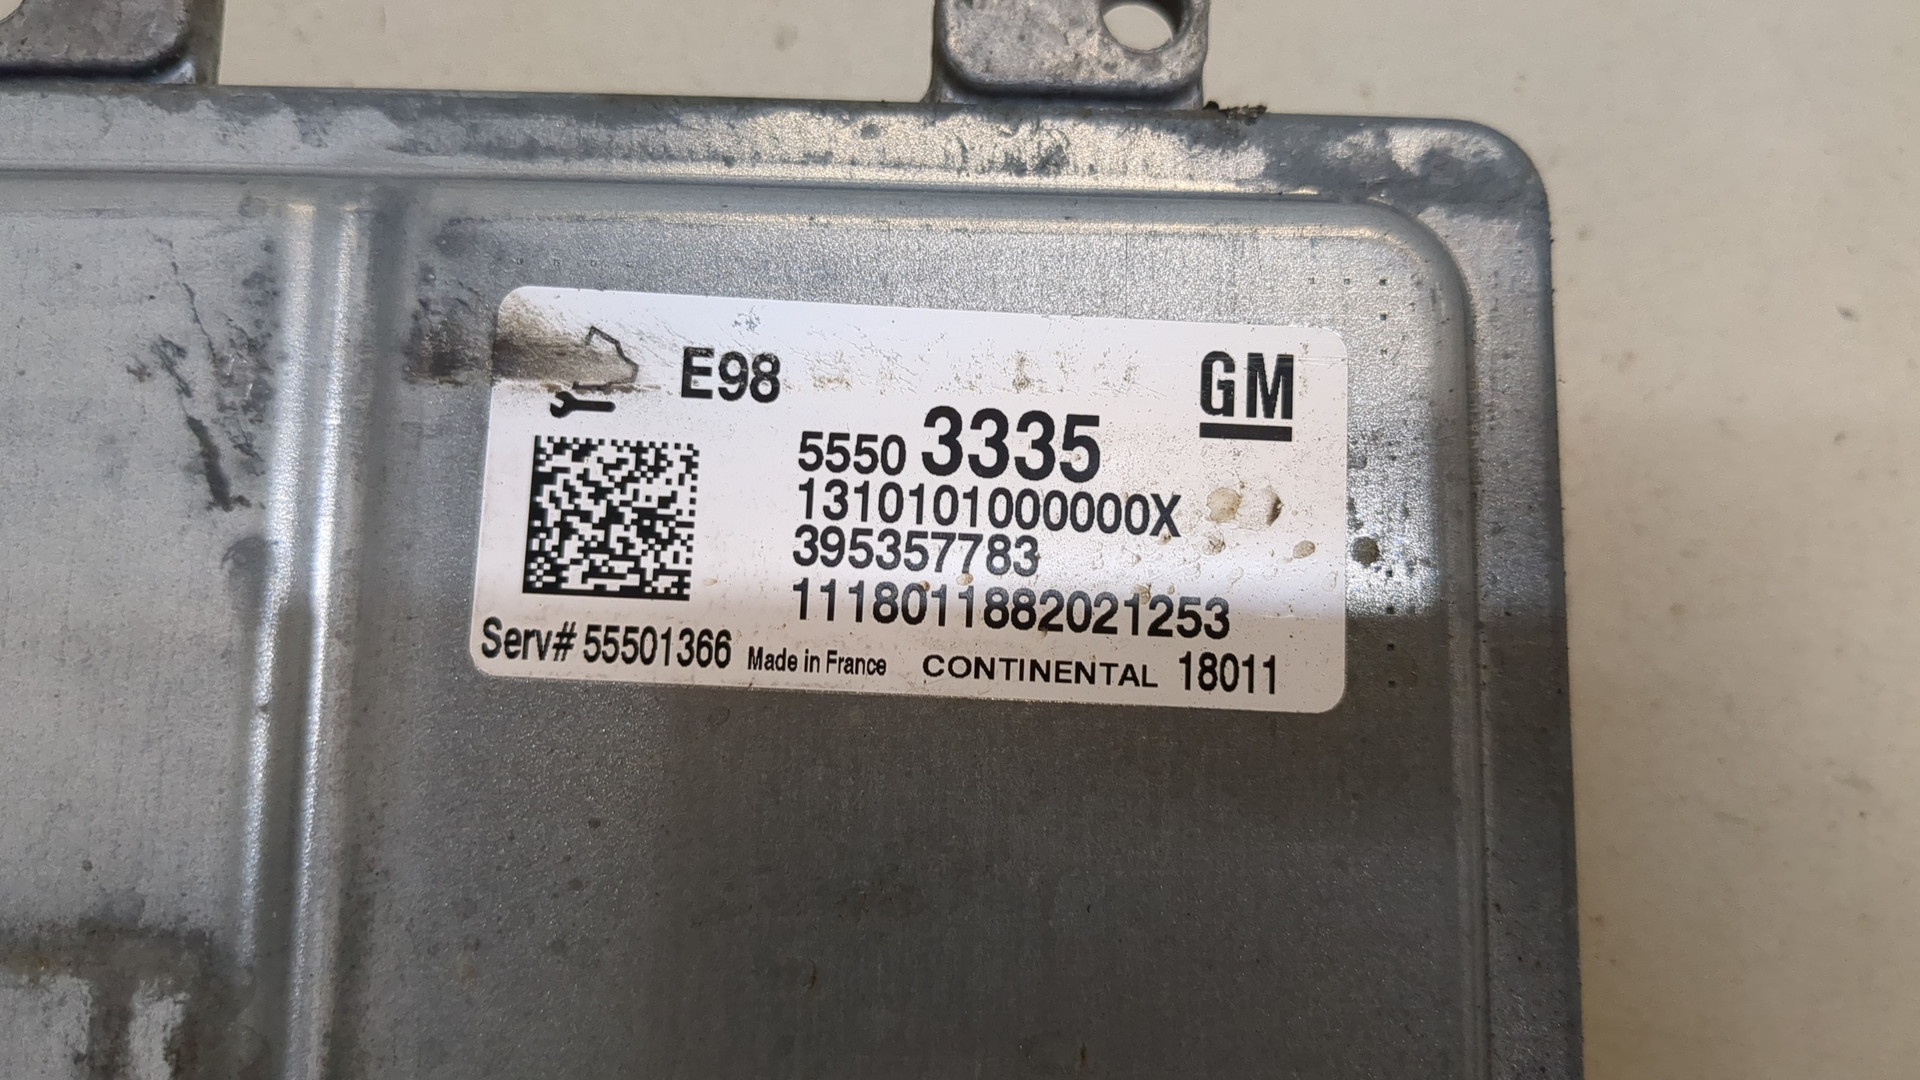 E98 GM
5550 3335
1310101000000X
395357783
1118011882021253
Serv# 55501366 Made in France CONTINENTAL 18011